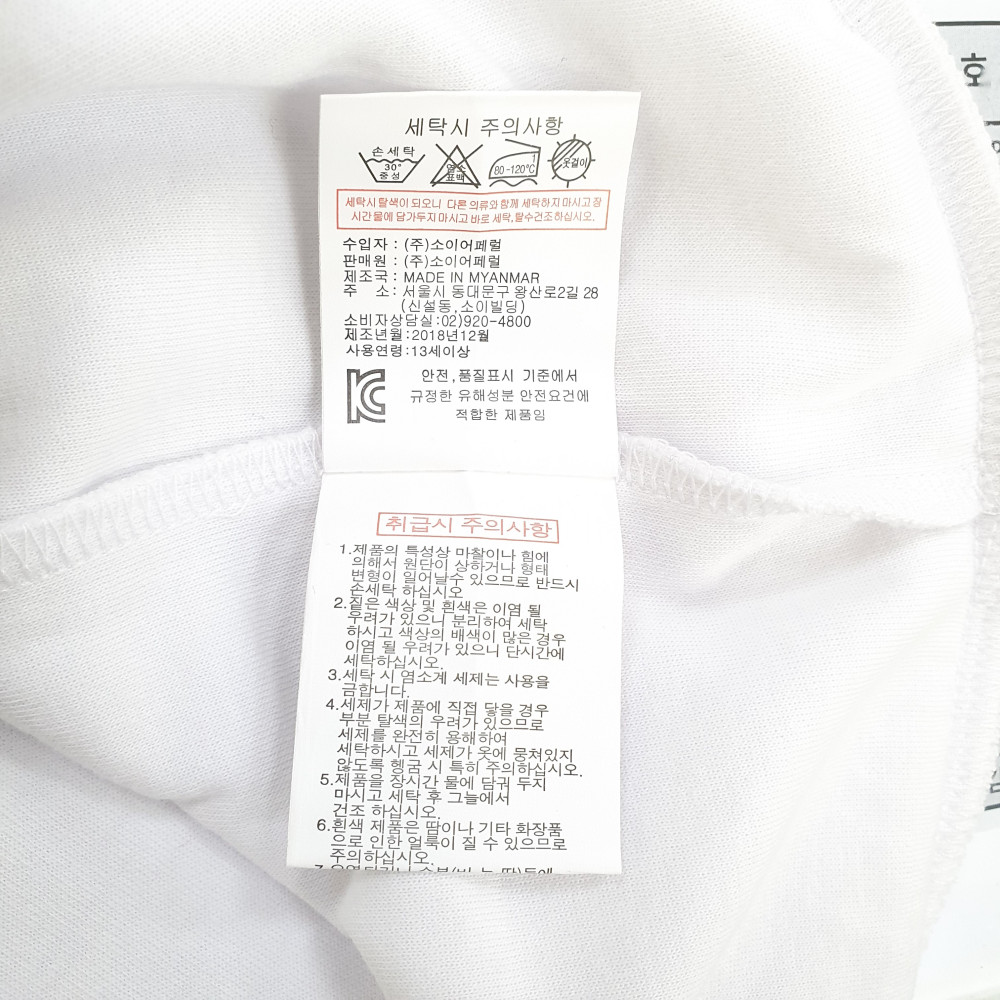 세탁시 주의사항
손세탁
30°
중성
염소
표백
1
80-120℃
옷걸이
세탁시 탈색이 되오니 다른 의류와 함께 세탁하지 마시고 장
시간 물에 담가두지 마시고 바로 세탁,탈수건조하십시오.
수입자 : (주)소이어페럴
판매원 : (주)소이어페럴
제조국 : MADE IN MYANMAR
주 소: 서울시 동대문구 왕산로2길 28
(신설동,소이빌딩)
소비자상담실:02)920-4800
제조년월:2018년12월
사용연령:13세이상
안전,품질표시 기준에서
규정한 유해성분 안전요건에
적합한 제품임
취급시 주의사항
1.제품의 특성상 마찰이나 힘에
의해서 원단이 상하거나 형태
변형이 일어날수 있으므로 반드시
손세탁 하십시오
2.짙은 색상 및 흰색은 이염 될
우려가 있으니 분리하여 세탁
하시고 색상의 배색이 많은 경우
이염 될 우려가 있으니 단시간에
세탁하십시오.
3.세탁 시 염소계 세제는 사용을
금합니다.
4.세제가 제품에 직접 닿을 경우
부분 탈색의 우려가 있으므로
세제를 완전히 용해하여
세탁하시고 세제가 옷에 뭉쳐있지
않도록 헹굼 시 특히 주의하십시오.
5.제품을 장시간 물에 담궈 두지
마시고 세탁 후 그늘에서
건조 하십시오.
6.흰색 제품은 땀이나 기타 화장품
으로 인한 얼룩이 질 수 있으므로
주의하십시오.
호